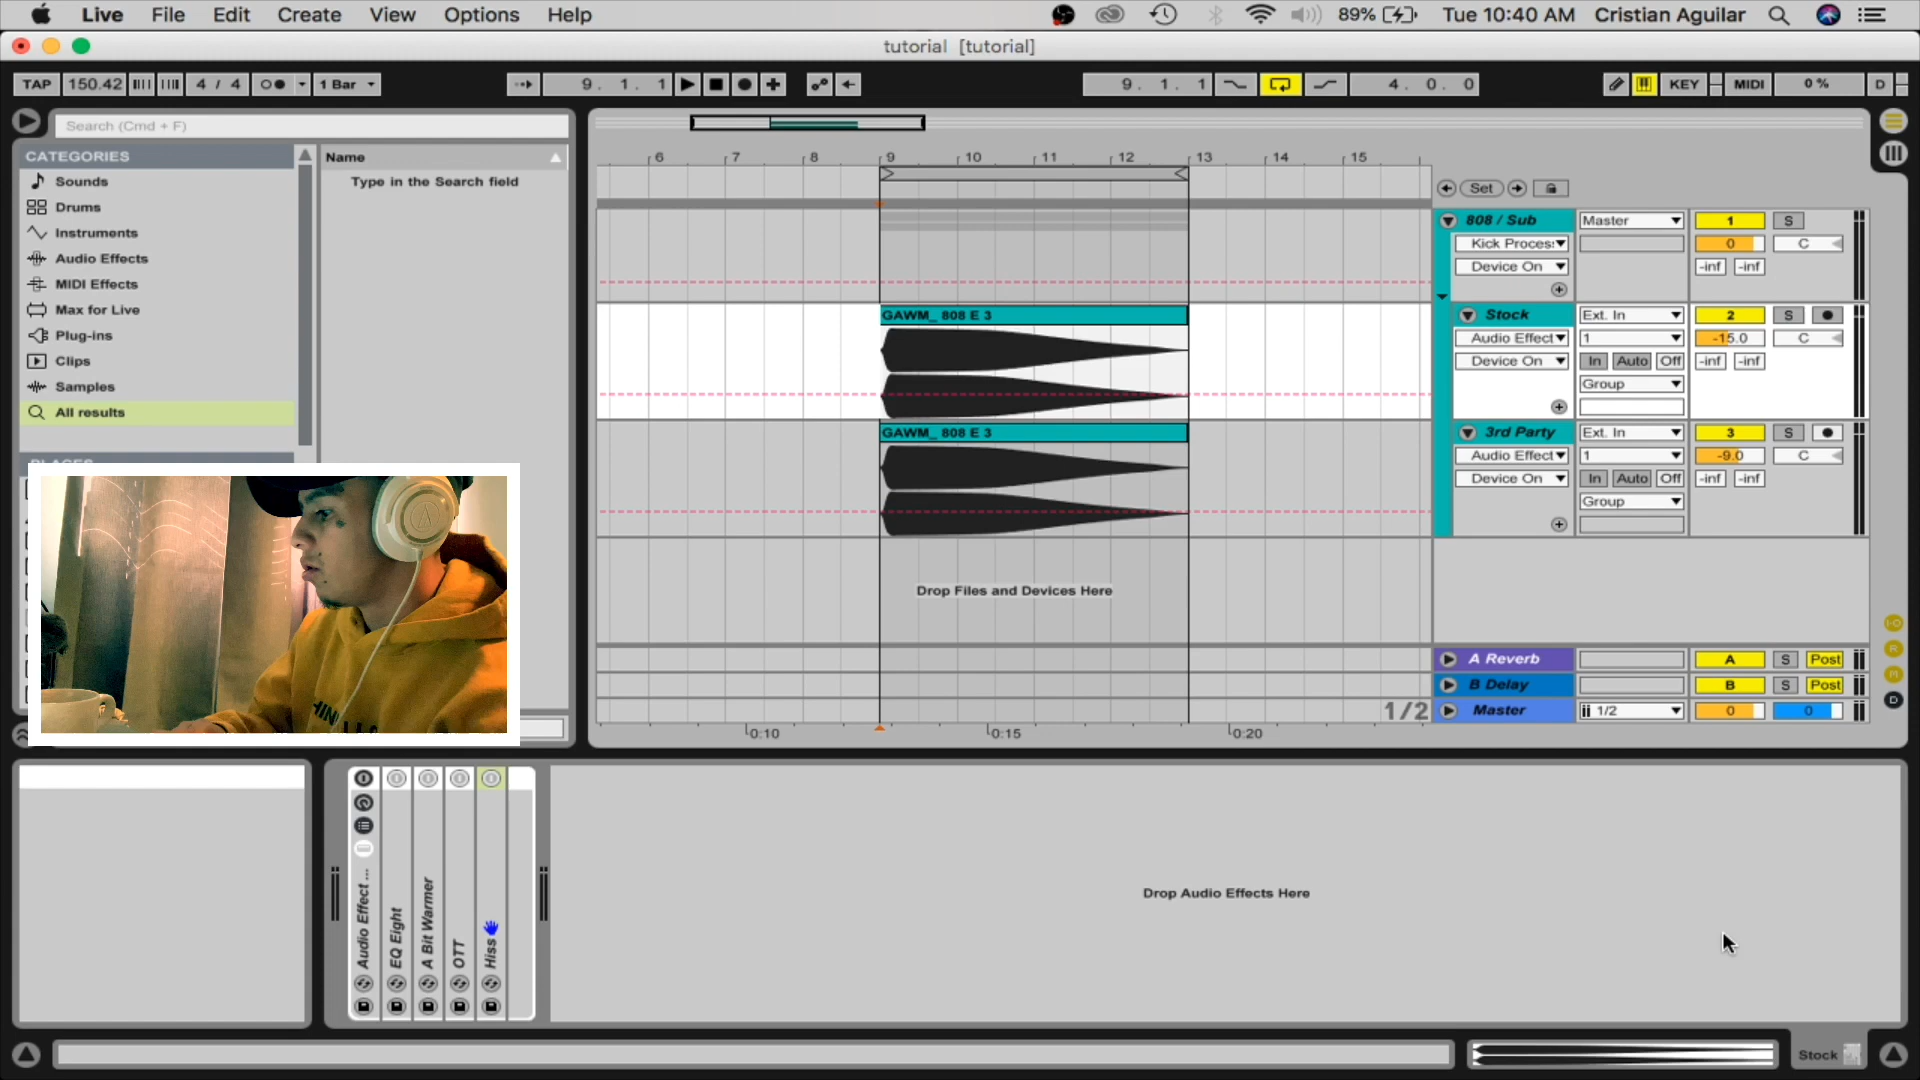 Live File Edit Create View Options Help 89% Tue 10:40 AM Cristian Aguilar
tutorial [tutorial]
TAP 150.42 4 / 4 1 Bar 9. 1. 1 9. 1. 1 4. 0. 0 KEY MIDI 0 % D
Search (Cmd + F)
CATEGORIES
Sounds
Drums
Instruments
Audio Effects
MIDI Effects
Max for Live
Plug-ins
Clips
Samples
All results
Name
Type in the Search field
6 7 8 9 10 11 12 13 14 15
Set
808 / Sub Master 1 S
Kick Proces: 0 C
Device On -inf -inf
GAWM_ 808 E 3
Stock Ext. In 2 S
Audio Effect 1 -15.0 C
Device On In Auto Off -inf -inf
Group
GAWM_ 808 E 3
3rd Party Ext. In 3 S
Audio Effect 1 -9.0 C
Device On In Auto Off -inf -inf
Group
Drop Files and Devices Here
A Reverb A S Post
B Delay B S Post
1/2 Master 1/2 0 0
0:10 0:15 0:20
I-O
R
M
D
Audio Effect ...
EQ Eight
A Bit Warmer
OTT
Hiss
Drop Audio Effects Here
Stock